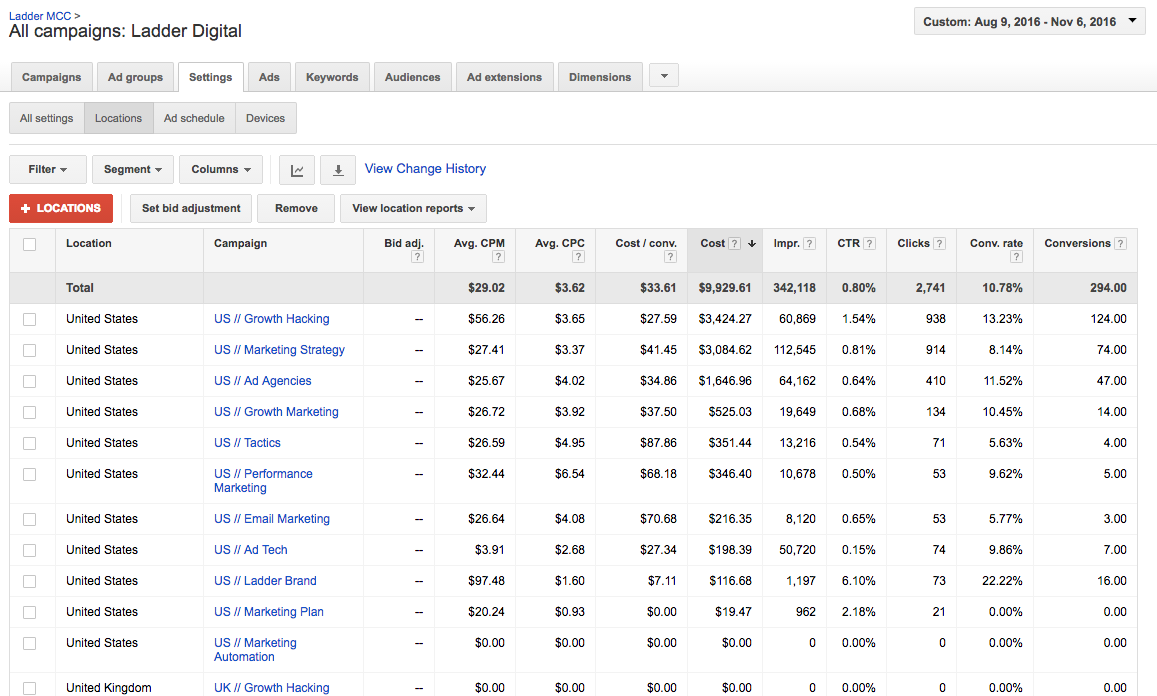 Ladder MCC >
All campaigns: Ladder Digital
Custom: Aug 9, 2016 - Nov 6, 2016
Campaigns Ad groups Settings Ads Keywords Audiences Ad extensions Dimensions
All settings Locations Ad schedule Devices
Filter Segment Columns View Change History
+ LOCATIONS Set bid adjustment Remove View location reports
Location Campaign Bid adj. ? Avg. CPM ? Avg. CPC ? Cost / conv. ? Cost ? Impr. ? CTR ? Clicks ? Conv. rate ? Conversions ?
Total $29.02 $3.62 $33.61 $9,929.61 342,118 0.80% 2,741 10.78% 294.00
United States US // Growth Hacking -- $56.26 $3.65 $27.59 $3,424.27 60,869 1.54% 938 13.23% 124.00
United States US // Marketing Strategy -- $27.41 $3.37 $41.45 $3,084.62 112,545 0.81% 914 8.14% 74.00
United States US // Ad Agencies -- $25.67 $4.02 $34.86 $1,646.96 64,162 0.64% 410 11.52% 47.00
United States US // Growth Marketing -- $26.72 $3.92 $37.50 $525.03 19,649 0.68% 134 10.45% 14.00
United States US // Tactics -- $26.59 $4.95 $87.86 $351.44 13,216 0.54% 71 5.63% 4.00
United States US // Performance -- $32.44 $6.54 $68.18 $346.40 10,678 0.50% 53 9.62% 5.00
Marketing
United States US // Email Marketing -- $26.64 $4.08 $70.68 $216.35 8,120 0.65% 53 5.77% 3.00
United States US // Ad Tech -- $3.91 $2.68 $27.34 $198.39 50,720 0.15% 74 9.86% 7.00
United States US // Ladder Brand -- $97.48 $1.60 $7.11 $116.68 1,197 6.10% 73 22.22% 16.00
United States US // Marketing Plan -- $20.24 $0.93 $0.00 $19.47 962 2.18% 21 0.00% 0.00
United States US // Marketing -- $0.00 $0.00 $0.00 $0.00 0 0.00% 0 0.00% 0.00
Automation
United Kingdom UK // Growth Hacking -- $0.00 $0.00 $0.00 $0.00 0 0.00% 0 0.00% 0.00